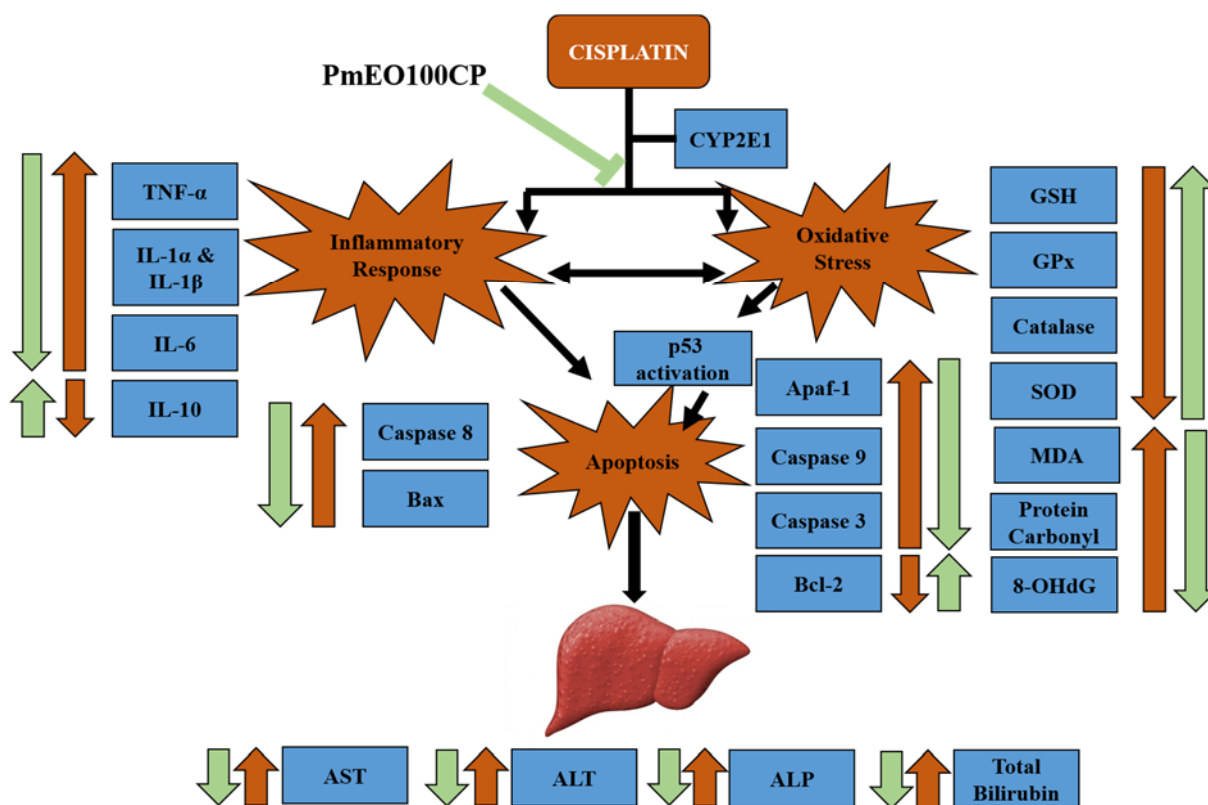 CISPLATIN
PmEO100CP
CYP2E1
TNF-α
IL-1α &
IL-1β
IL-6
IL-10
Inflammatory
Response
Oxidative
Stress
GSH
GPx
Catalase
SOD
MDA
Protein
Carbonyl
8-OHdG
p53
activation
Caspase 8
Bax
Apoptosis
Apaf-1
Caspase 9
Caspase 3
Bcl-2
AST
ALT
ALP
Total
Bilirubin